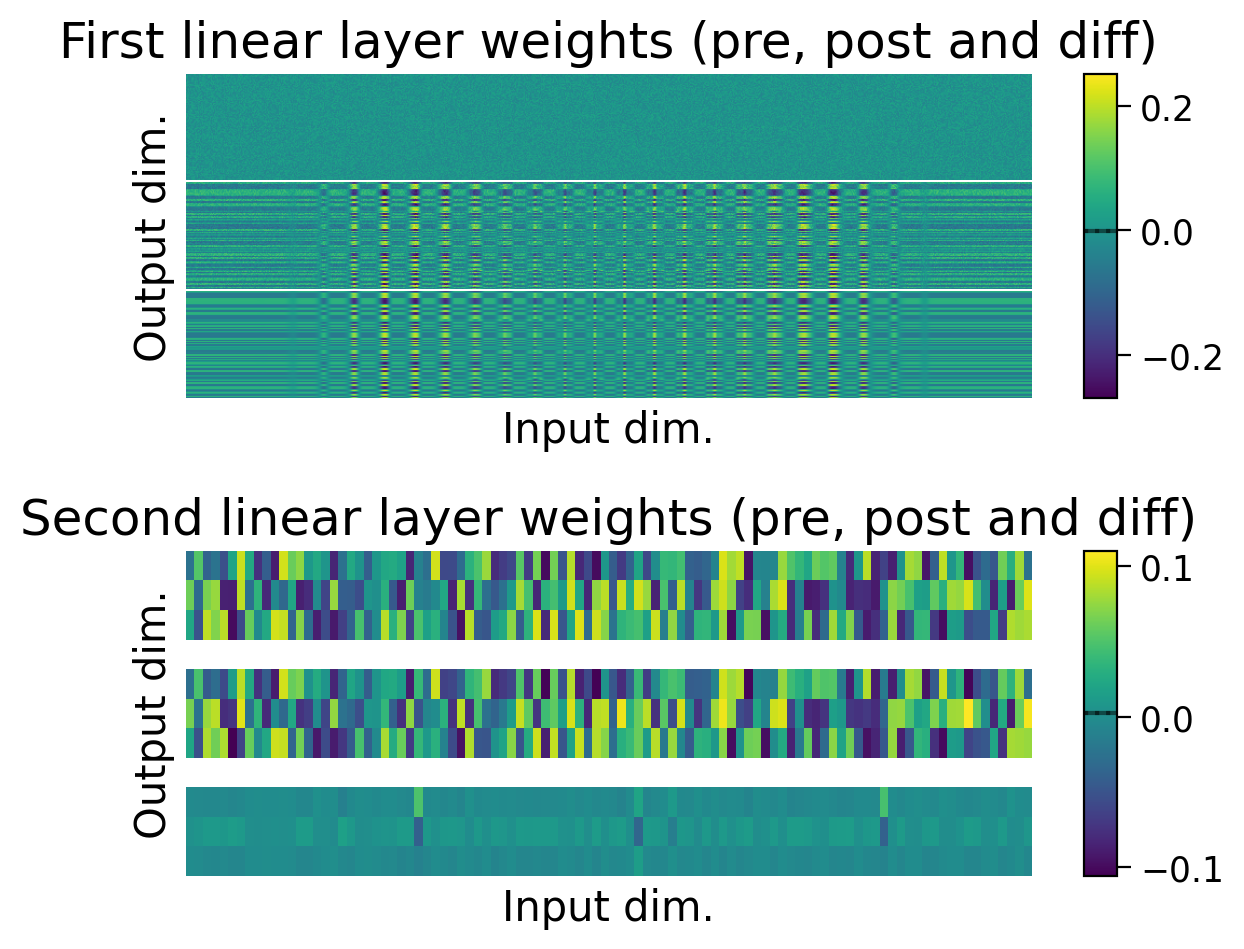 First linear layer weights (pre, post and diff)
Output dim.
0.2
0.0
−0.2
Input dim.
Second linear layer weights (pre, post and diff)
Output dim.
0.1
0.0
−0.1
Input dim.